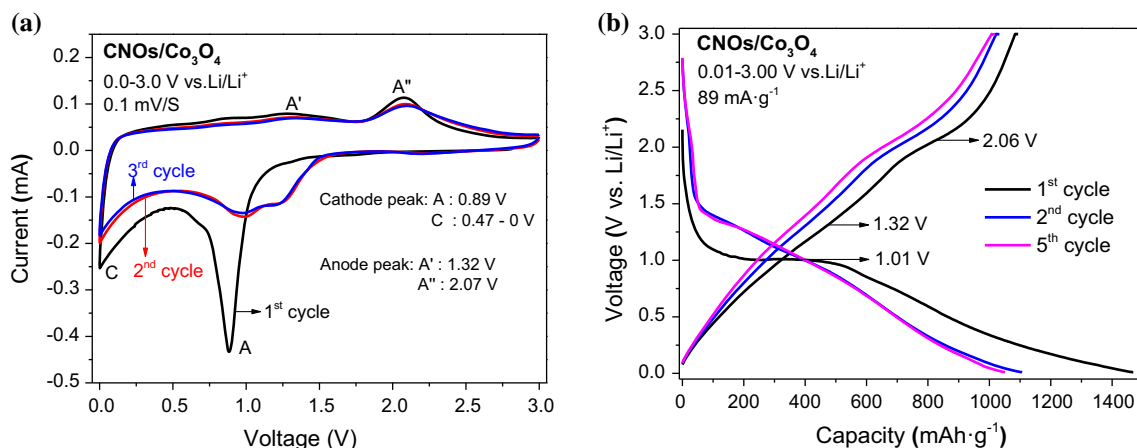 (a)
CNOs/Co₃O₄
0.0-3.0 V vs.Li/Li⁺
0.1 mV/S
A'
A''
3ʳᵈ cycle
C
2ⁿᵈ cycle
Cathode peak: A : 0.89 V
C : 0.47 - 0 V
Anode peak: A' : 1.32 V
A'' : 2.07 V
1ˢᵗ cycle
A
0.2
0.1
0.0
-0.1
-0.2
-0.3
-0.4
-0.5
Current (mA)
0.0 0.5 1.0 1.5 2.0 2.5 3.0
Voltage (V)
(b)
CNOs/Co₃O₄
0.01-3.00 V vs.Li/Li⁺
89 mA·g⁻¹
2.06 V
1.32 V
1.01 V
1ˢᵗ cycle
2ⁿᵈ cycle
5ᵗʰ cycle
3.0
2.5
2.0
1.5
1.0
0.5
0.0
Voltage (V vs. Li/Li⁺)
0 200 400 600 800 1000 1200 1400
Capacity (mAh·g⁻¹)